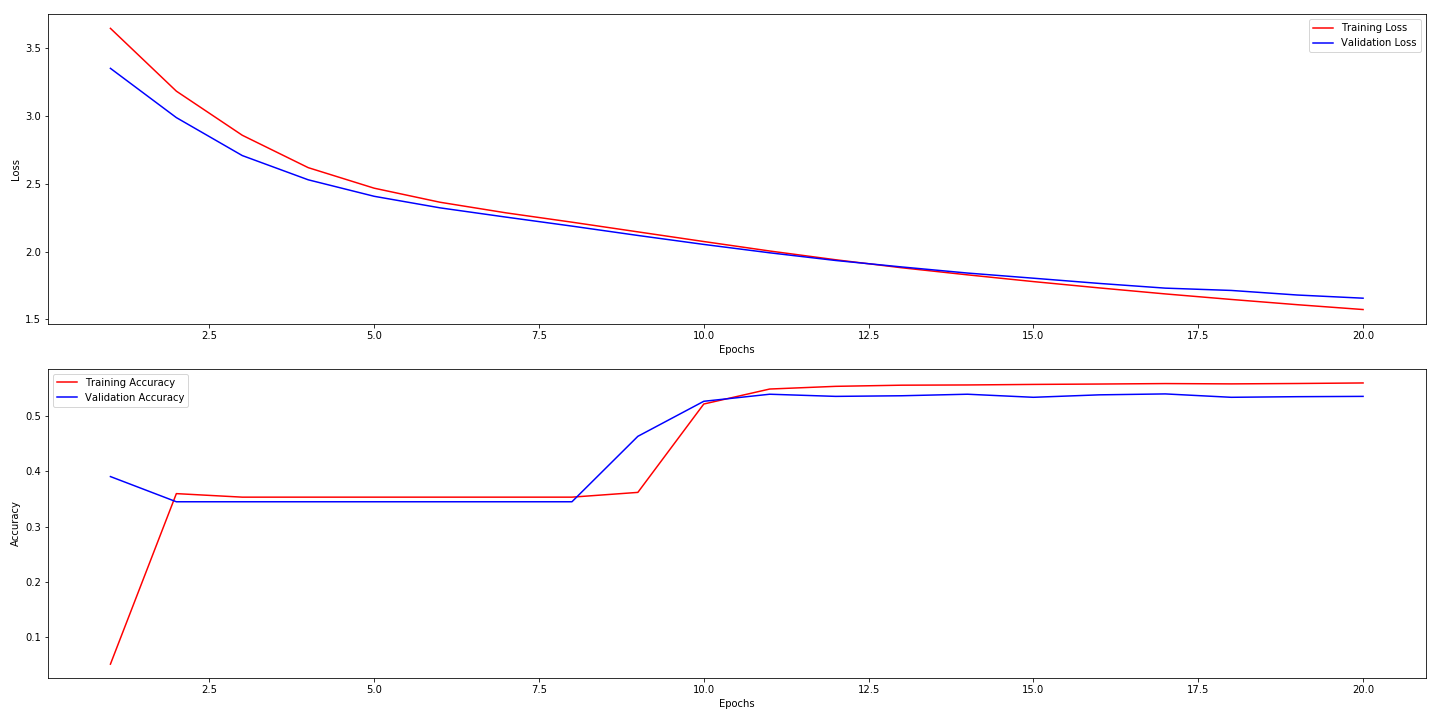 Training Loss
Validation Loss
3.5
3.0
2.5
2.0
1.5
Loss
2.5 5.0 7.5 10.0 12.5 15.0 17.5 20.0
Epochs
Training Accuracy
Validation Accuracy
0.5
0.4
0.3
0.2
0.1
Accuracy
2.5 5.0 7.5 10.0 12.5 15.0 17.5 20.0
Epochs